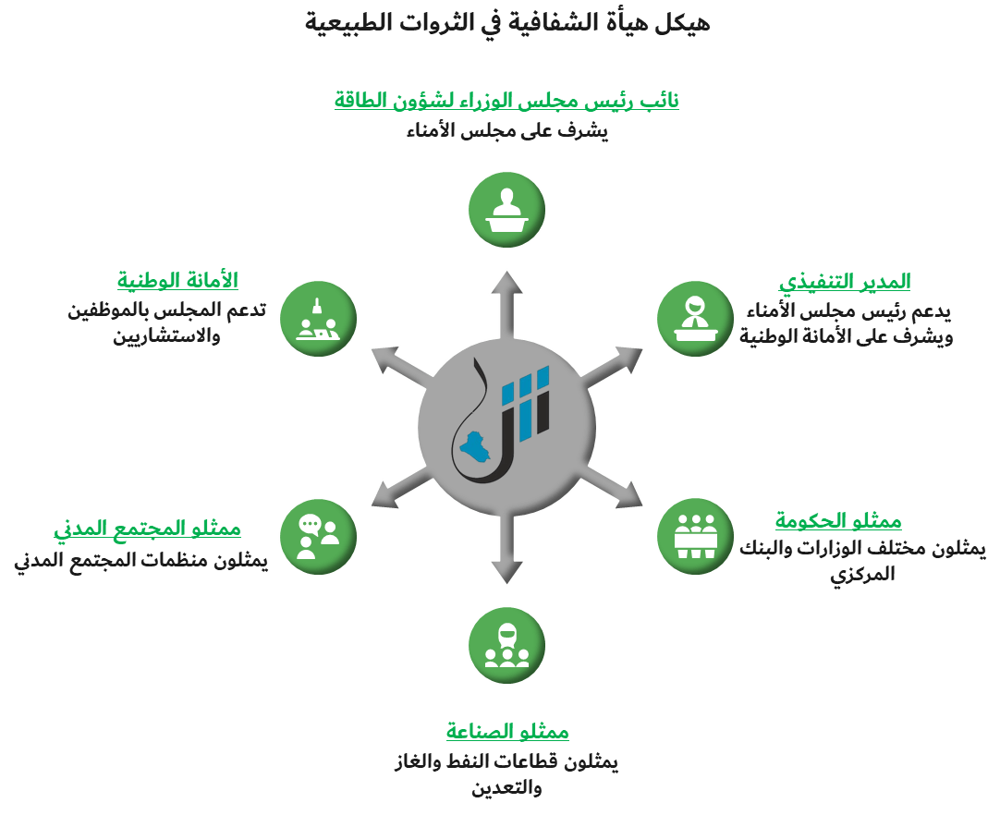 هيكل هيأة الشفافية في الثروات الطبيعية
نائب رئيس مجلس الوزراء لشؤون الطاقة
يشرف على مجلس الأمناء
المدير التنفيذي
يدعم رئيس مجلس الأمناء
ويشرف على الأمانة الوطنية
الأمانة الوطنية
تدعم المجلس بالموظفين
والاستشاريين
ممثلو الحكومة
يمثلون مختلف الوزارات والبنك
المركزي
ممثلو المجتمع المدني
يمثلون منظمات المجتمع المدني
ممثلو الصناعة
يمثلون قطاعات النفط والغاز
والتعدين